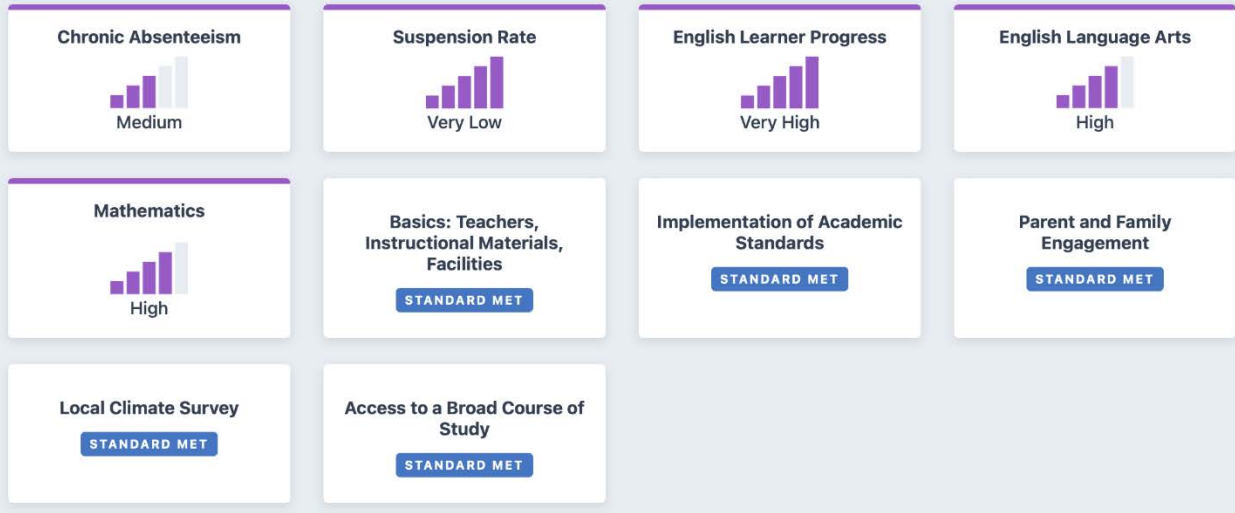 Chronic Absenteeism
Medium
Suspension Rate
Very Low
English Learner Progress
Very High
English Language Arts
High
Mathematics
High
Basics: Teachers,
Instructional Materials,
Facilities
STANDARD MET
Implementation of Academic
Standards
STANDARD MET
Parent and Family
Engagement
STANDARD MET
Local Climate Survey
STANDARD MET
Access to a Broad Course of
Study
STANDARD MET